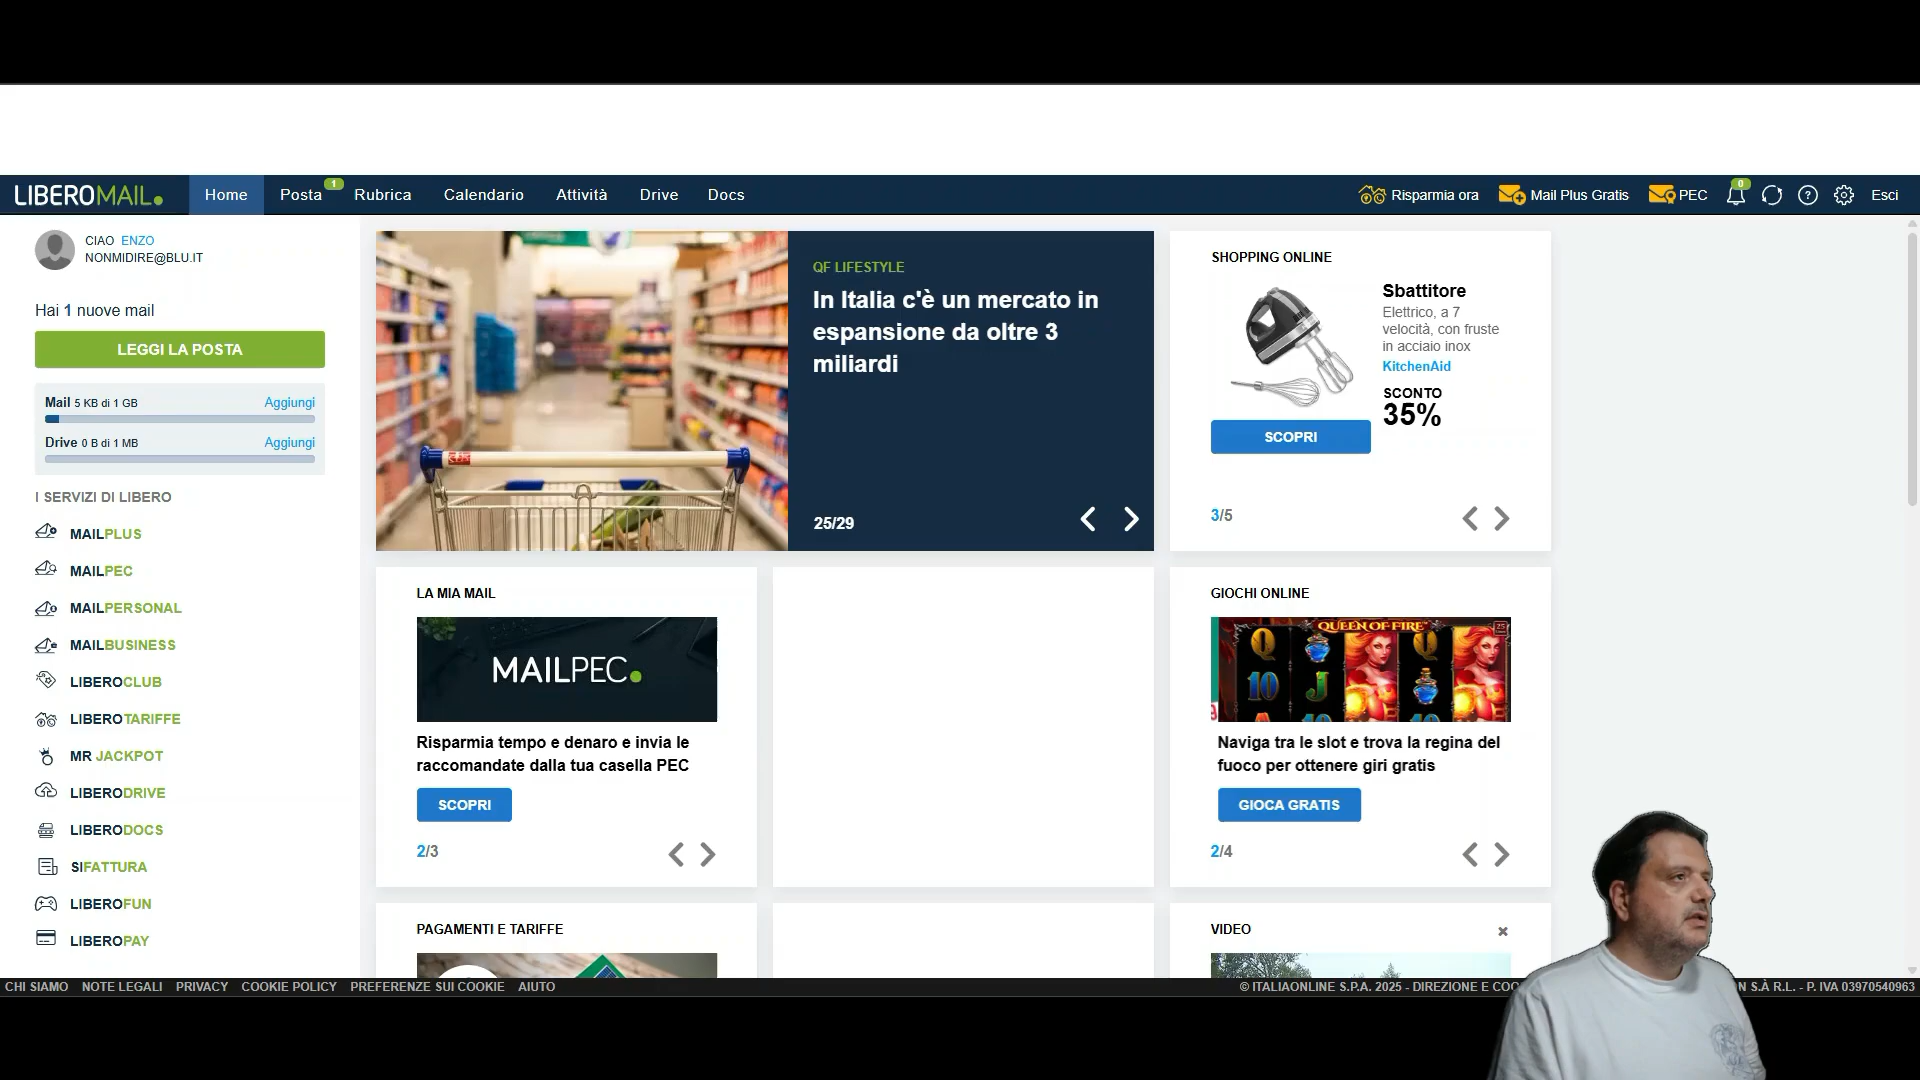 LIBEROMAIL.
Home
Posta
1
Rubrica
Calendario
Attività
Drive
Docs
Risparmia ora
Mail Plus Gratis
PEC
0
Esci
CIAO ENZO
NONMIDIRE@BLU.IT
Hai 1 nuove mail
LEGGI LA POSTA
Mail 5 KB di 1 GB
Aggiungi
Drive 0 B di 1 MB
Aggiungi
I SERVIZI DI LIBERO
MAILPLUS
MAILPEC
MAILPERSONAL
MAILBUSINESS
LIBEROCLUB
LIBEROTARIFFE
MR JACKPOT
LIBERODRIVE
LIBERODOCS
SIFATTURA
LIBEROFUN
LIBEROPAY
QF LIFESTYLE
In Italia c'è un mercato in
espansione da oltre 3
miliardi
25/29
SHOPPING ONLINE
Sbattitore
Elettrico, a 7
velocità, con fruste
in acciaio inox
KitchenAid
SCONTO
35%
SCOPRI
3/5
LA MIA MAIL
MAILPEC.
Risparmia tempo e denaro e invia le
raccomandate dalla tua casella PEC
SCOPRI
2/3
GIOCHI ONLINE
QUEEN OF FIRE
25
Q
Q
10
J
Naviga tra le slot e trova la regina del
fuoco per ottenere giri gratis
GIOCA GRATIS
2/4
PAGAMENTI E TARIFFE
VIDEO
CHI SIAMO
NOTE LEGALI
PRIVACY
COOKIE POLICY
PREFERENZE SUI COOKIE
AIUTO
© ITALIAONLINE S.P.A. 2025 - DIREZIONE E COO
N S.À R.L. - P. IVA 03970540963